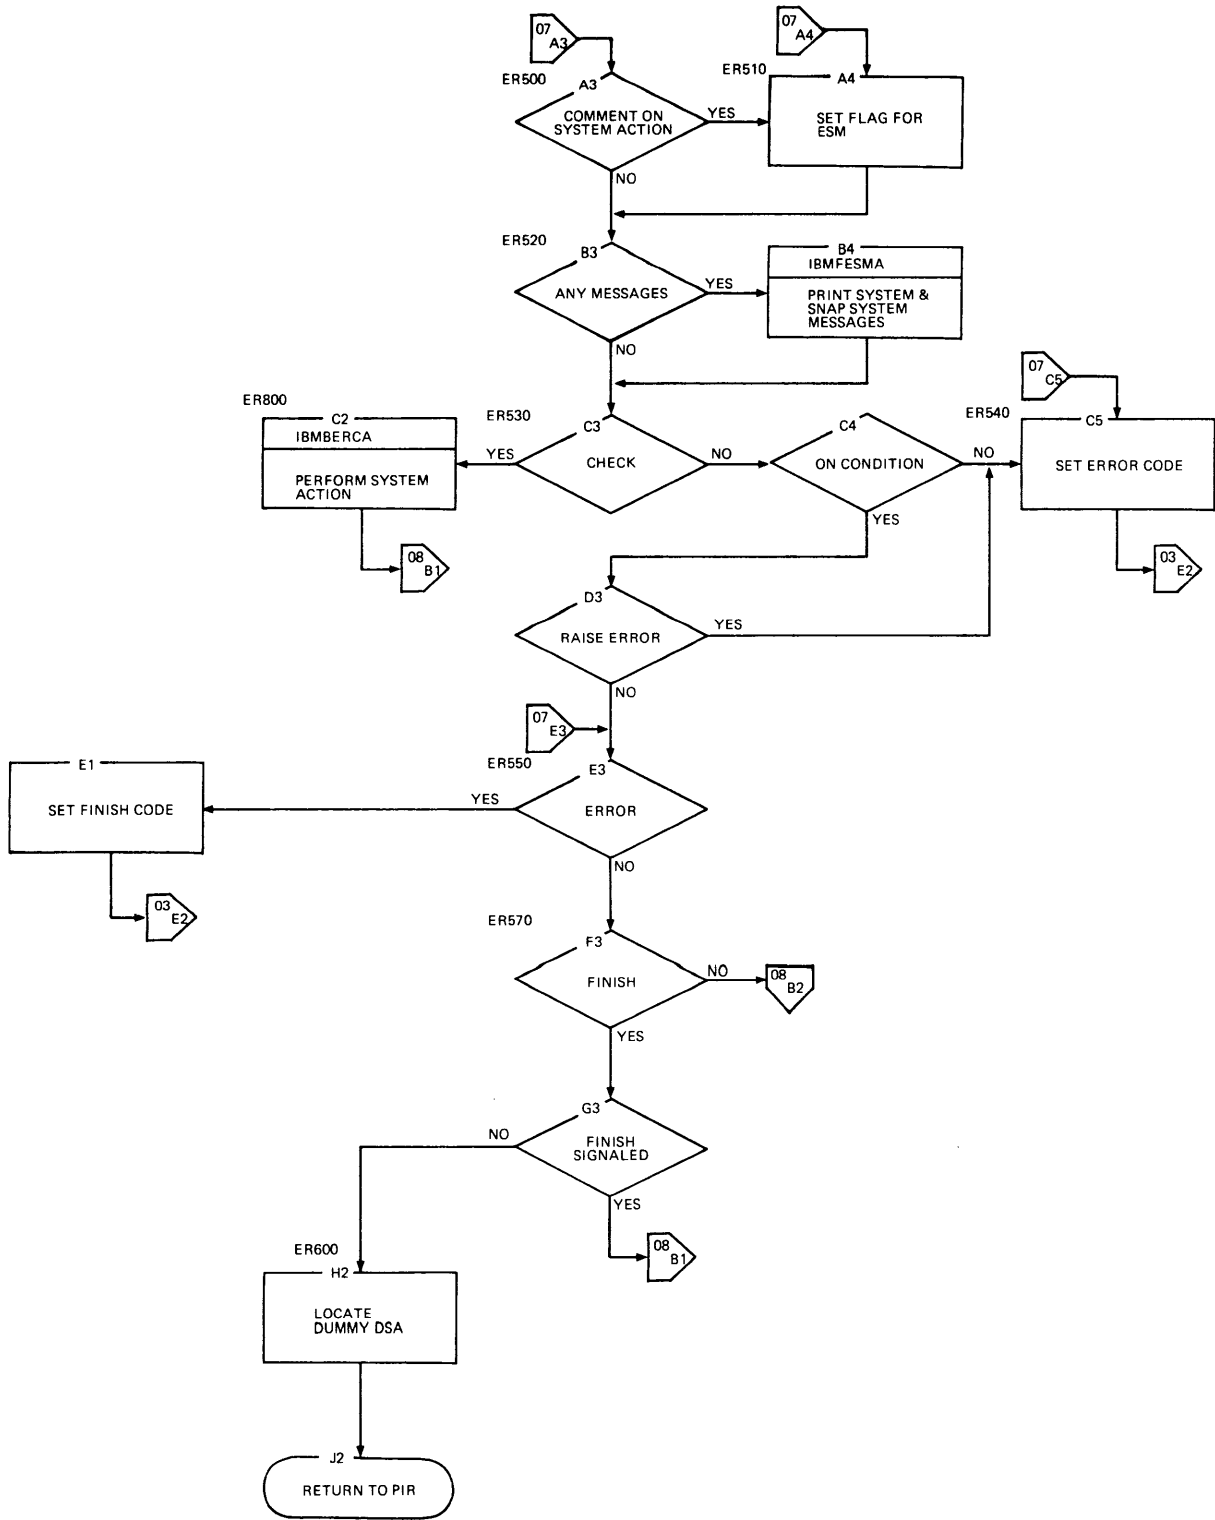 07
A3
07
A4
ER500
A3
COMMENT ON
SYSTEM ACTION
YES
NO
ER510
A4
SET FLAG FOR
ESM
ER520
B3
ANY MESSAGES
YES
NO
B4
IBMFESMA
PRINT SYSTEM &
SNAP SYSTEM
MESSAGES
07
C5
ER800
C2
IBMBERCA
PERFORM SYSTEM
ACTION
YES
ER530
C3
CHECK
NO
C4
ON CONDITION
NO
YES
ER540
C5
SET ERROR CODE
08
B1
03
E2
D3
RAISE ERROR
YES
NO
07
E3
E1
SET FINISH CODE
YES
ER550
E3
ERROR
NO
03
E2
ER570
F3
FINISH
NO
08
B2
YES
G3
FINISH
SIGNALED
NO
YES
08
B1
ER600
H2
LOCATE
DUMMY DSA
J2
RETURN TO PIR